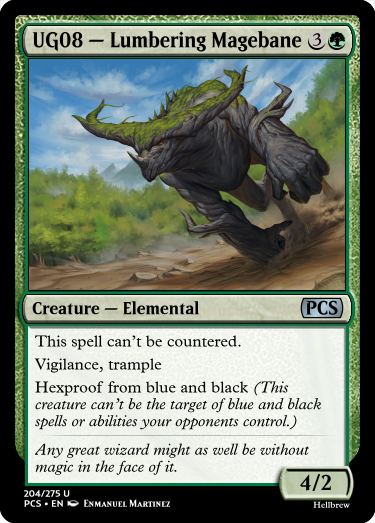 UG08 — Lumbering Magebane 3
Creature — Elemental PCS
This spell can't be countered.
Vigilance, trample
Hexproof from blue and black (This
creature can't be the target of blue and black
spells or abilities your opponents control.)
Any great wizard might as well be without
magic in the face of it.
4/2
204/275 U
PCS • EN Enmanuel Martinez
Hellbrew